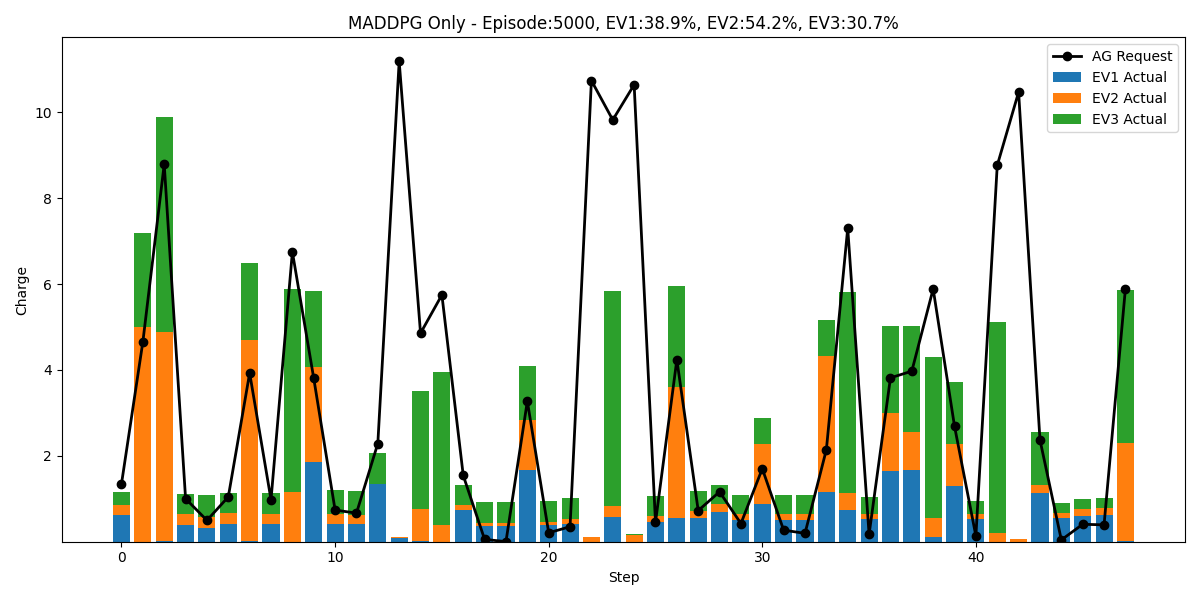 MADDPG Only - Episode:5000, EV1:38.9%, EV2:54.2%, EV3:30.7%
AG Request
EV1 Actual
EV2 Actual
EV3 Actual
10
8
6
4
2
Charge
0
10
20
30
40
Step